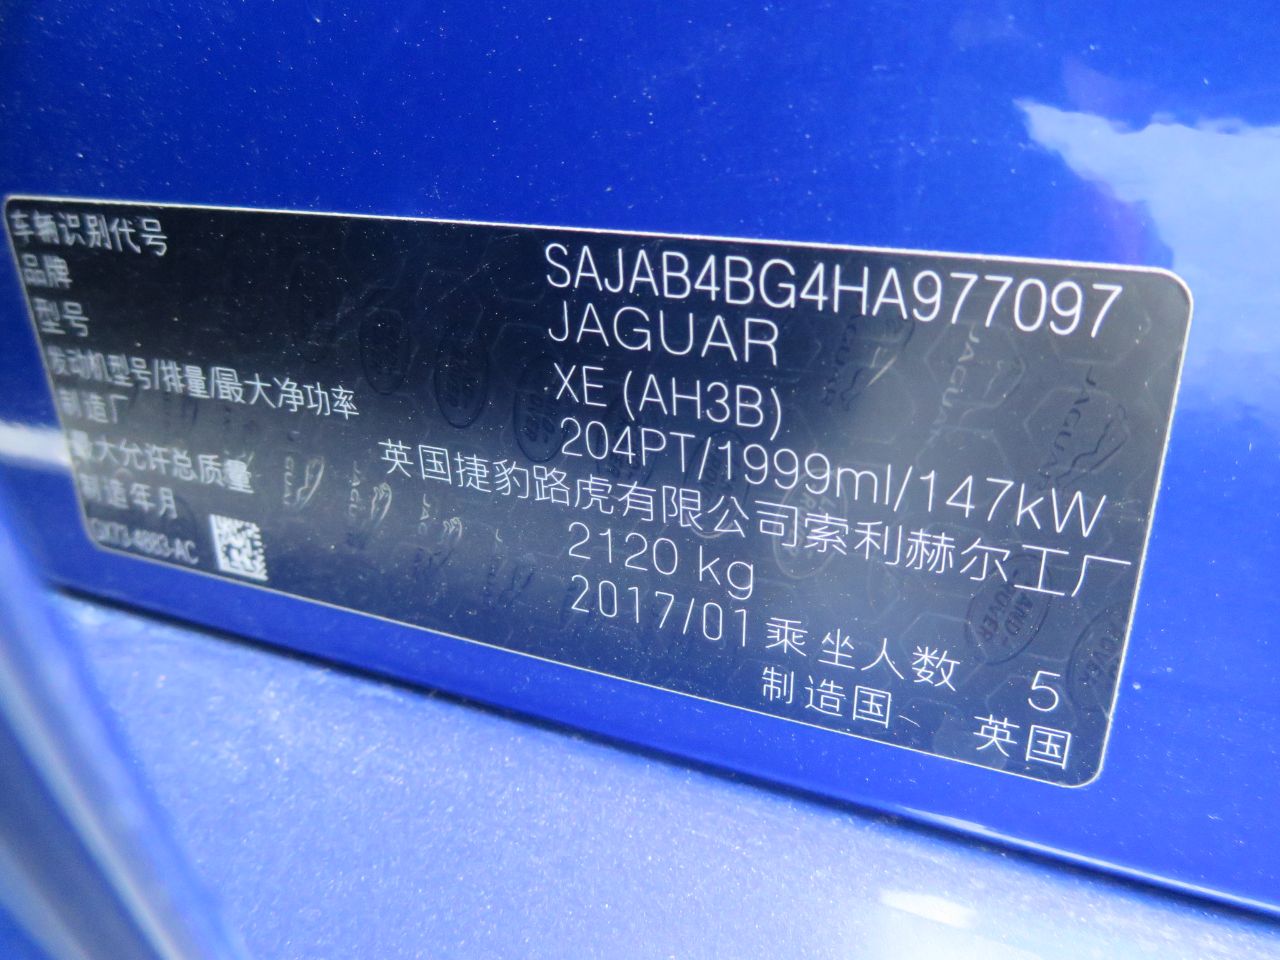 车辆识别代号 SAJAB4BG4HA977097
品牌 JAGUAR
型号 XE (AH3B)
发动机型号/排量/最大净功率 204PT/1999ml/147kW
制造厂 英国捷豹路虎有限公司索利赫尔工厂
最大允许总质量 2120 kg
制造年月 2017/01 乘坐人数 5
制造国 英国